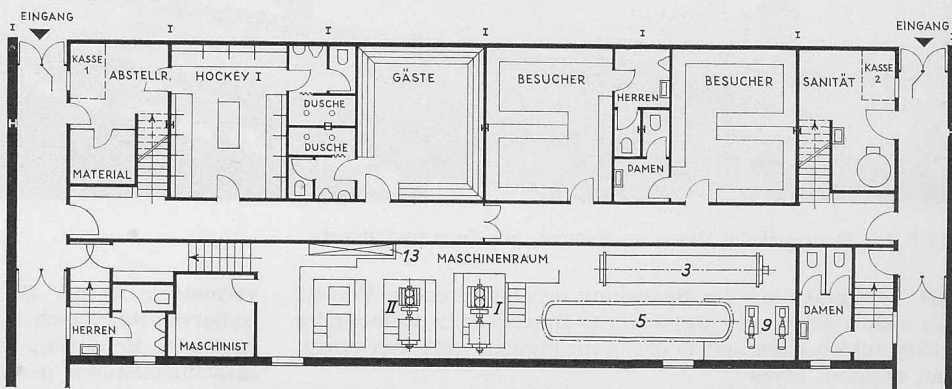 EINGANG
EINGANG
KASSE
1
ABSTELLR.
HOCKEY I
GÄSTE
BESUCHER
BESUCHER
SANITÄT
KASSE
2
DUSCHE
HERREN
DUSCHE
DAMEN
MATERIAL
13
MASCHINENRAUM
3
II
I
5
9
DAMEN
HERREN
MASCHINIST